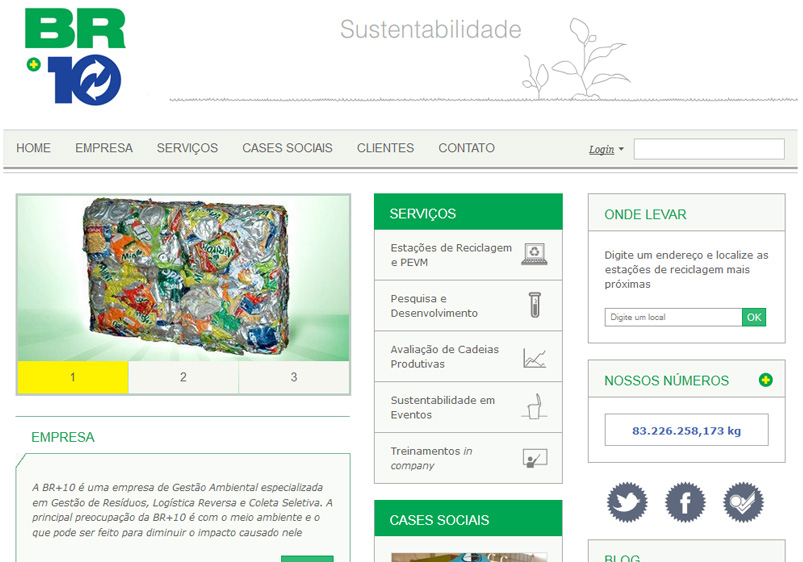 BR
+10
Sustentabilidade
HOME EMPRESA SERVIÇOS CASES SOCIAIS CLIENTES CONTATO
Login
1 2 3
EMPRESA
A BR+10 é uma empresa de Gestão Ambiental especializada
em Gestão de Resíduos, Logística Reversa e Coleta Seletiva. A
principal preocupação da BR+10 é com o meio ambiente e o
que pode ser feito para diminuir o impacto causado nele
SERVIÇOS
Estações de Reciclagem
e PEVM
Pesquisa e
Desenvolvimento
Avaliação de Cadeias
Produtivas
Sustentabilidade em
Eventos
Treinamentos in
company
CASES SOCIAIS
ONDE LEVAR
Digite um endereço e localize as
estações de reciclagem mais
próximas
Digite um local OK
NOSSOS NÚMEROS
83.226.258,173 kg
BLOG